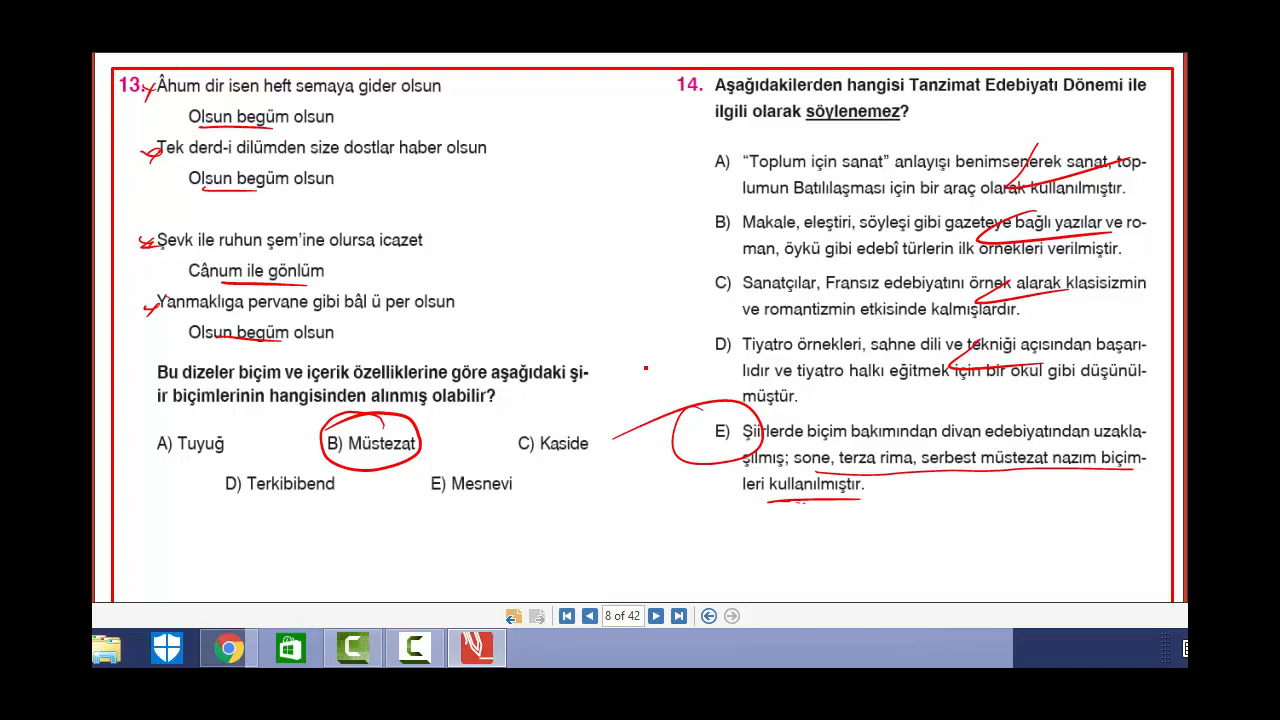 13. Âhum dir isen heft semaya gider olsun
Olsun begüm olsun
Tek derd-i dilümden size dostlar haber olsun
Olsun begüm olsun
Şevk ile ruhun şem'ine olursa icazet
Cânum ile gönlüm
Yanmaklıga pervane gibi bâl ü per olsun
Olsun begüm olsun
Bu dizeler biçim ve içerik özelliklerine göre aşağıdaki şi-
ir biçimlerinin hangisinden alınmış olabilir?
A) Tuyuğ B) Müstezat C) Kaside
D) Terkibibend E) Mesnevi
14. Aşağıdakilerden hangisi Tanzimat Edebiyatı Dönemi ile
ilgili olarak söylenemez?
A) “Toplum için sanat” anlayışı benimsenerek sanat, top-
lumun Batılılaşması için bir araç olarak kullanılmıştır.
B) Makale, eleştiri, söyleşi gibi gazeteye bağlı yazılar ve ro-
man, öykü gibi edebî türlerin ilk örnekleri verilmiştir.
C) Sanatçılar, Fransız edebiyatını örnek alarak klasisizmin
ve romantizmin etkisinde kalmışlardır.
D) Tiyatro örnekleri, sahne dili ve tekniği açısından başarı-
lıdır ve tiyatro halkı eğitmek için bir okul gibi düşünül-
müştür.
E) Şiirlerde biçim bakımından divan edebiyatından uzakla-
şılmış; sone, terza rima, serbest müstezat nazım biçim-
leri kullanılmıştır.
8 of 42